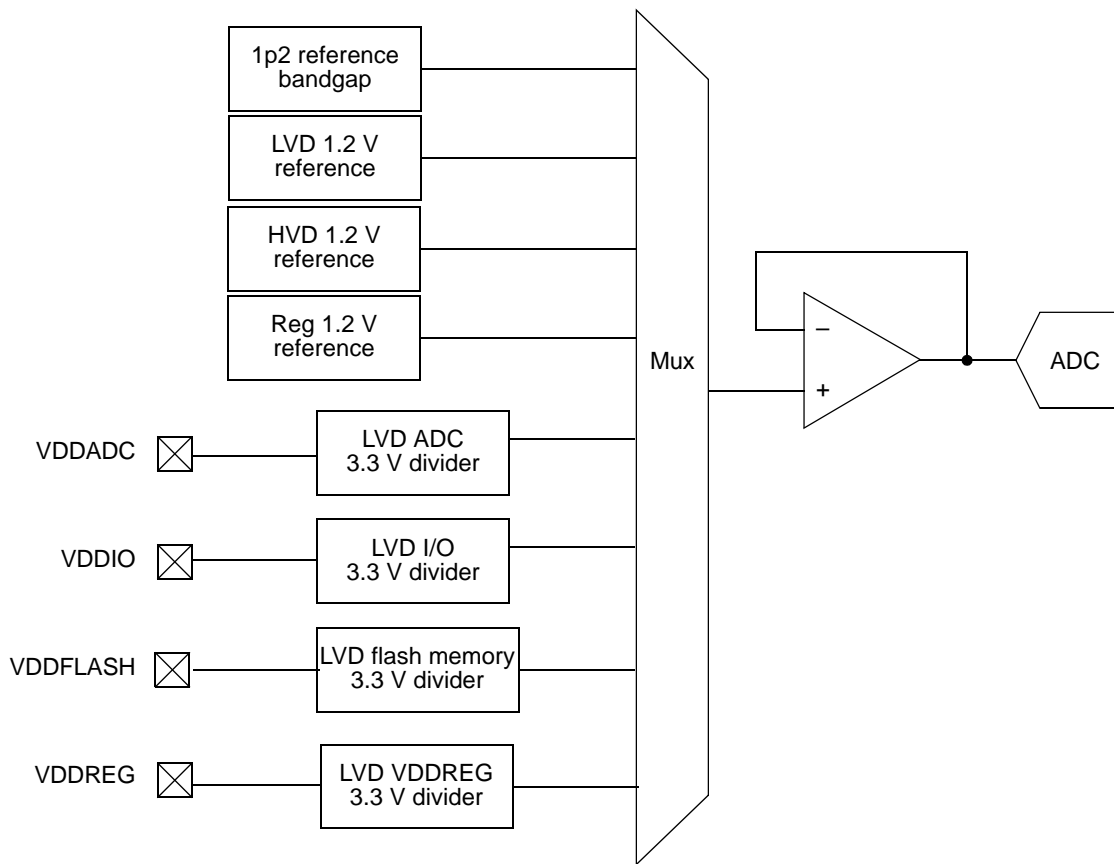 1p2 reference
bandgap
LVD 1.2 V
reference
HVD 1.2 V
reference
Reg 1.2 V
reference
Mux
−
+
ADC
VDDADC
LVD ADC
3.3 V divider
VDDIO
LVD I/O
3.3 V divider
VDDFLASH
LVD flash memory
3.3 V divider
VDDREG
LVD VDDREG
3.3 V divider